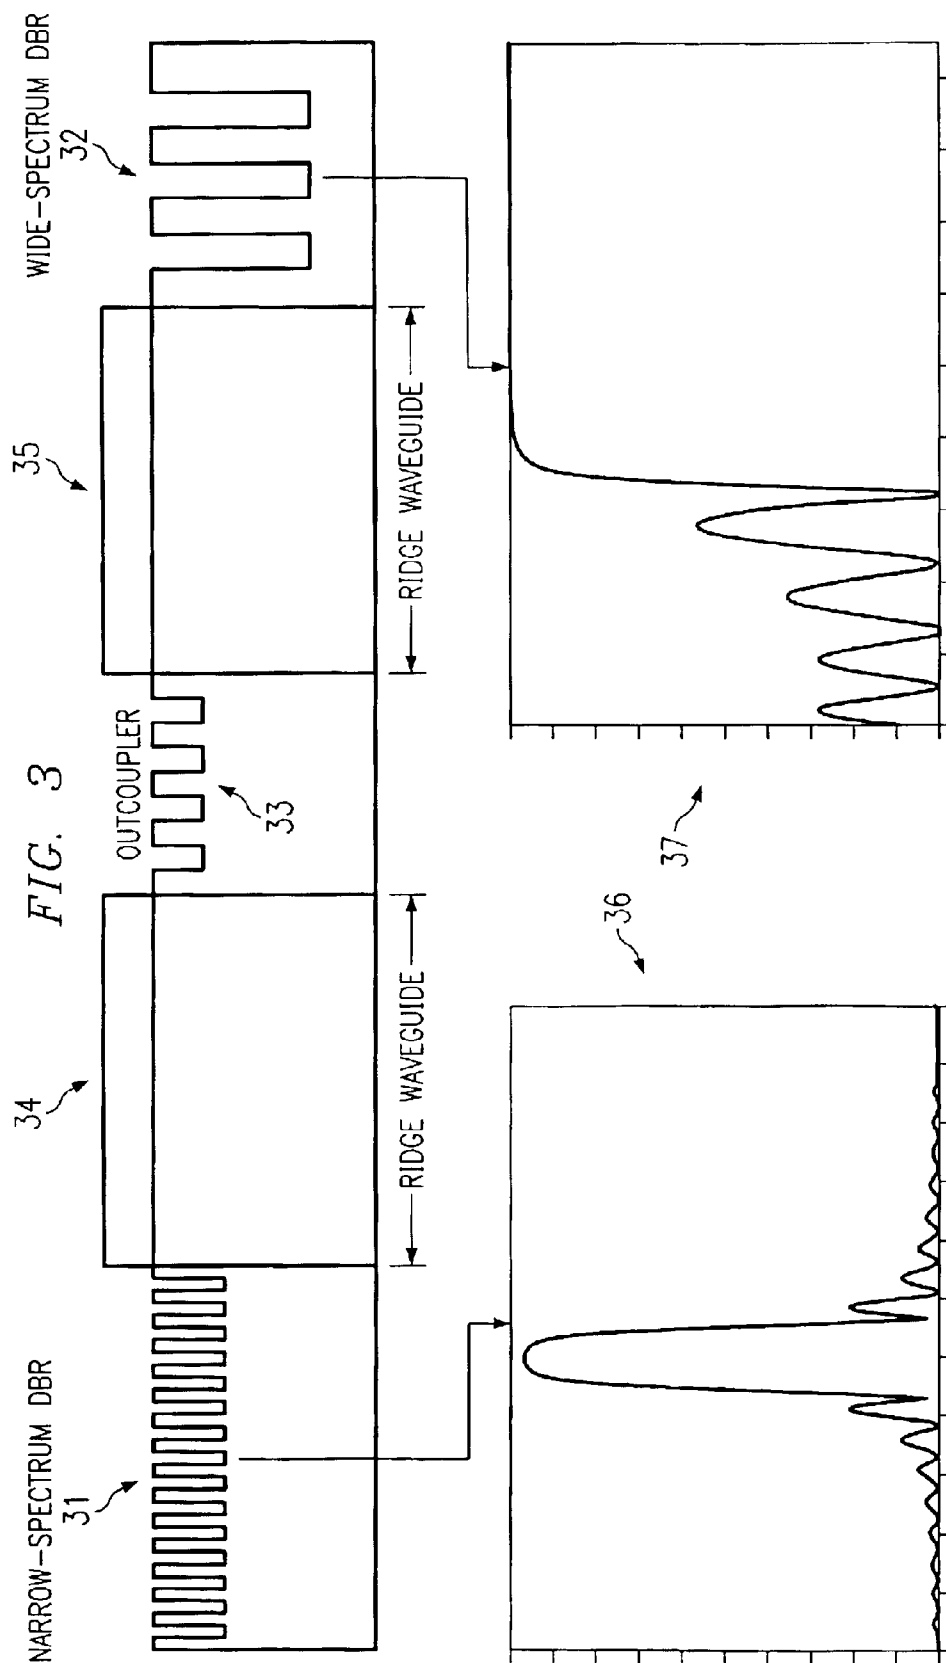 FIG. 3
NARROW-SPECTRUM DBR
31
34
OUTCOUPLER
33
35
WIDE-SPECTRUM DBR
32
RIDGE WAVEGUIDE
RIDGE WAVEGUIDE
36
37